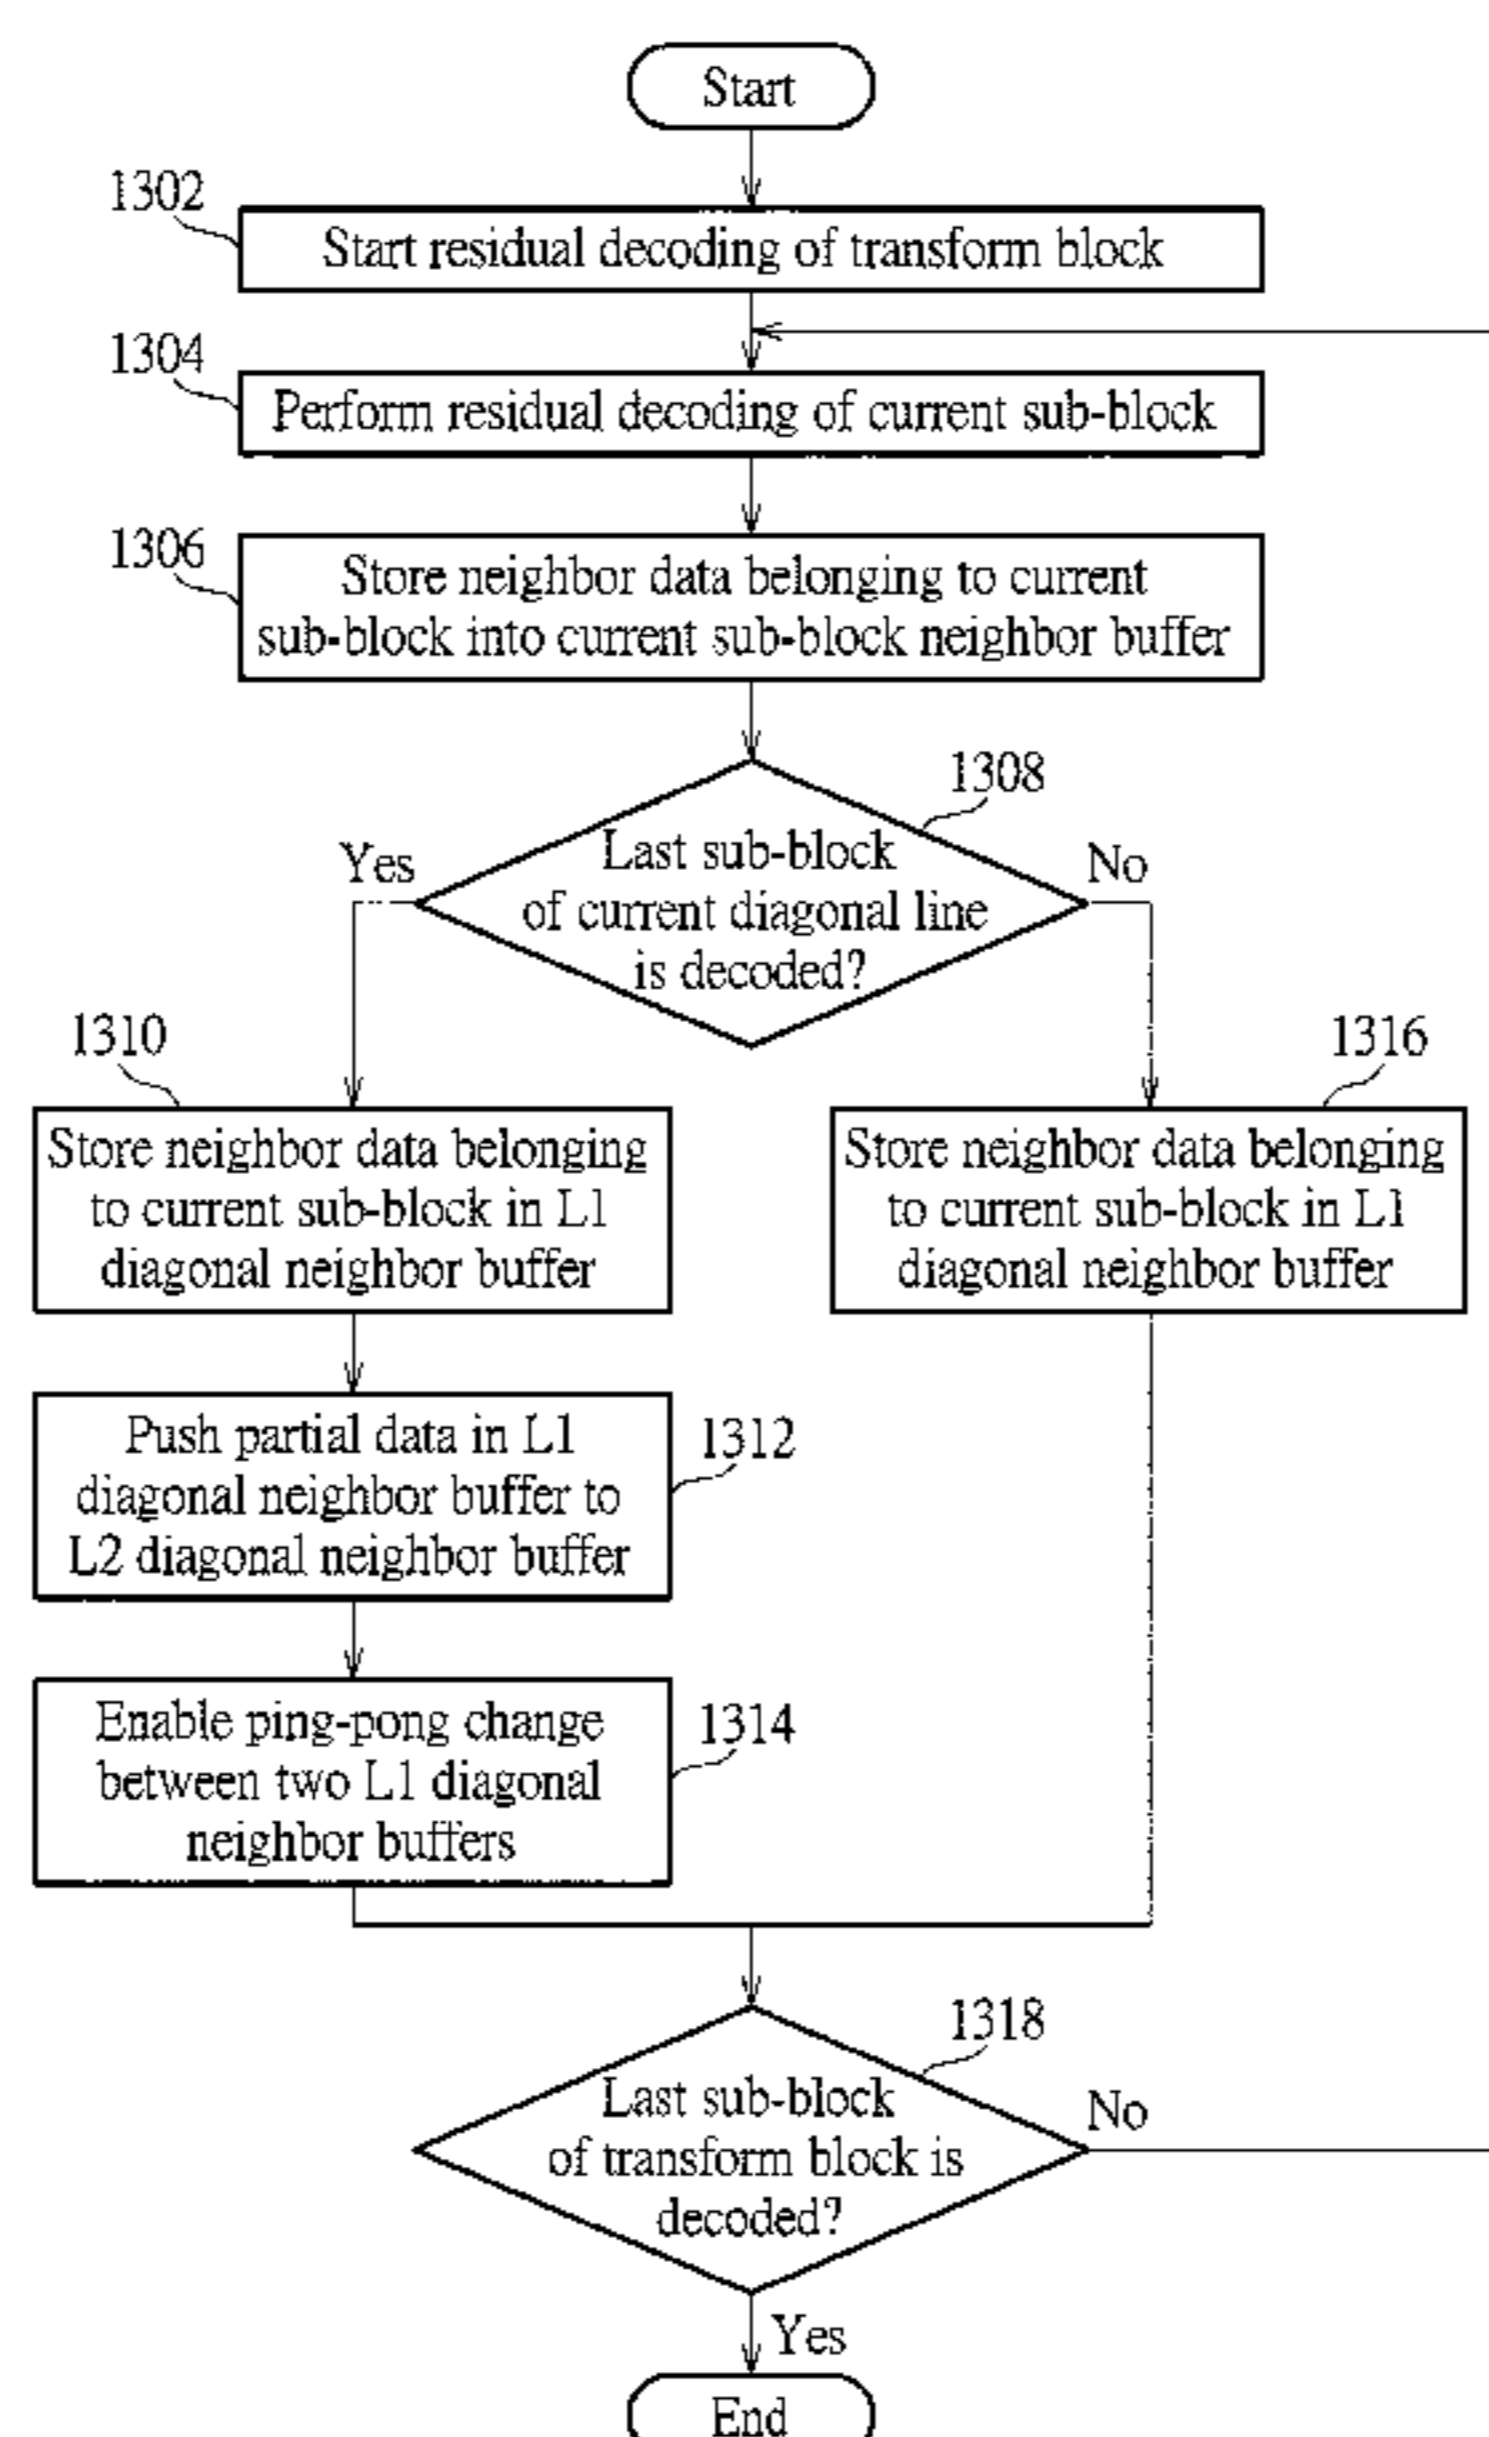 Start
1302
Start residual decoding of transform block
1304
Perform residual decoding of current sub-block
1306
Store neighbor data belonging to current
sub-block into current sub-block neighbor buffer
1308
Last sub-block
of current diagonal line
is decoded?
Yes
No
1310
Store neighbor data belonging
to current sub-block in L1
diagonal neighbor buffer
1316
Store neighbor data belonging
to current sub-block in L1
diagonal neighbor buffer
Push partial data in L1
diagonal neighbor buffer to
L2 diagonal neighbor buffer
1312
Enable ping-pong change
between two L1 diagonal
neighbor buffers
1314
1318
Last sub-block
of transform block is
decoded?
No
Yes
End